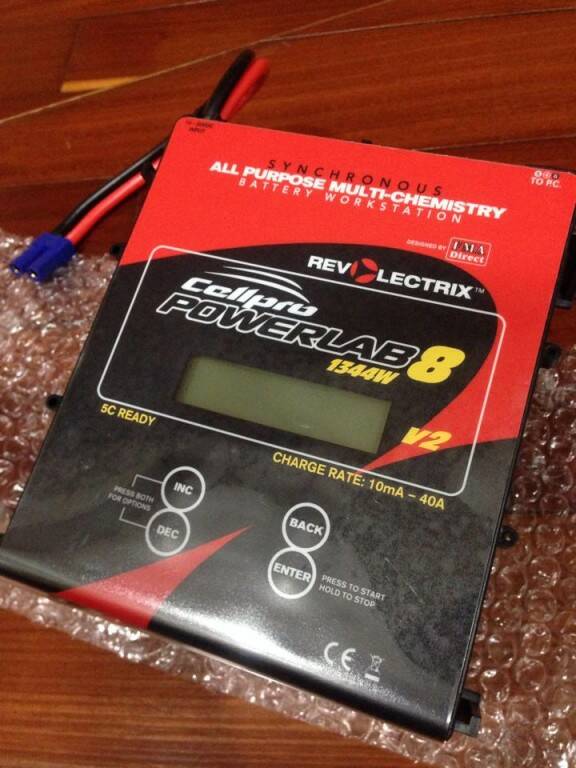 INPUT
TO P.C.
SYNCHRONOUS
ALL PURPOSE MULTI-CHEMISTRY
BATTERY WORKSTATION
DESIGNED BY FMA Direct
REVOLECTRIX™
Cellpro
POWERLAB 8
1344W
V2
5C READY
CHARGE RATE: 10mA – 40A
PRESS BOTH
FOR OPTIONS
INC
DEC
BACK
ENTER
PRESS TO START
HOLD TO STOP
CE